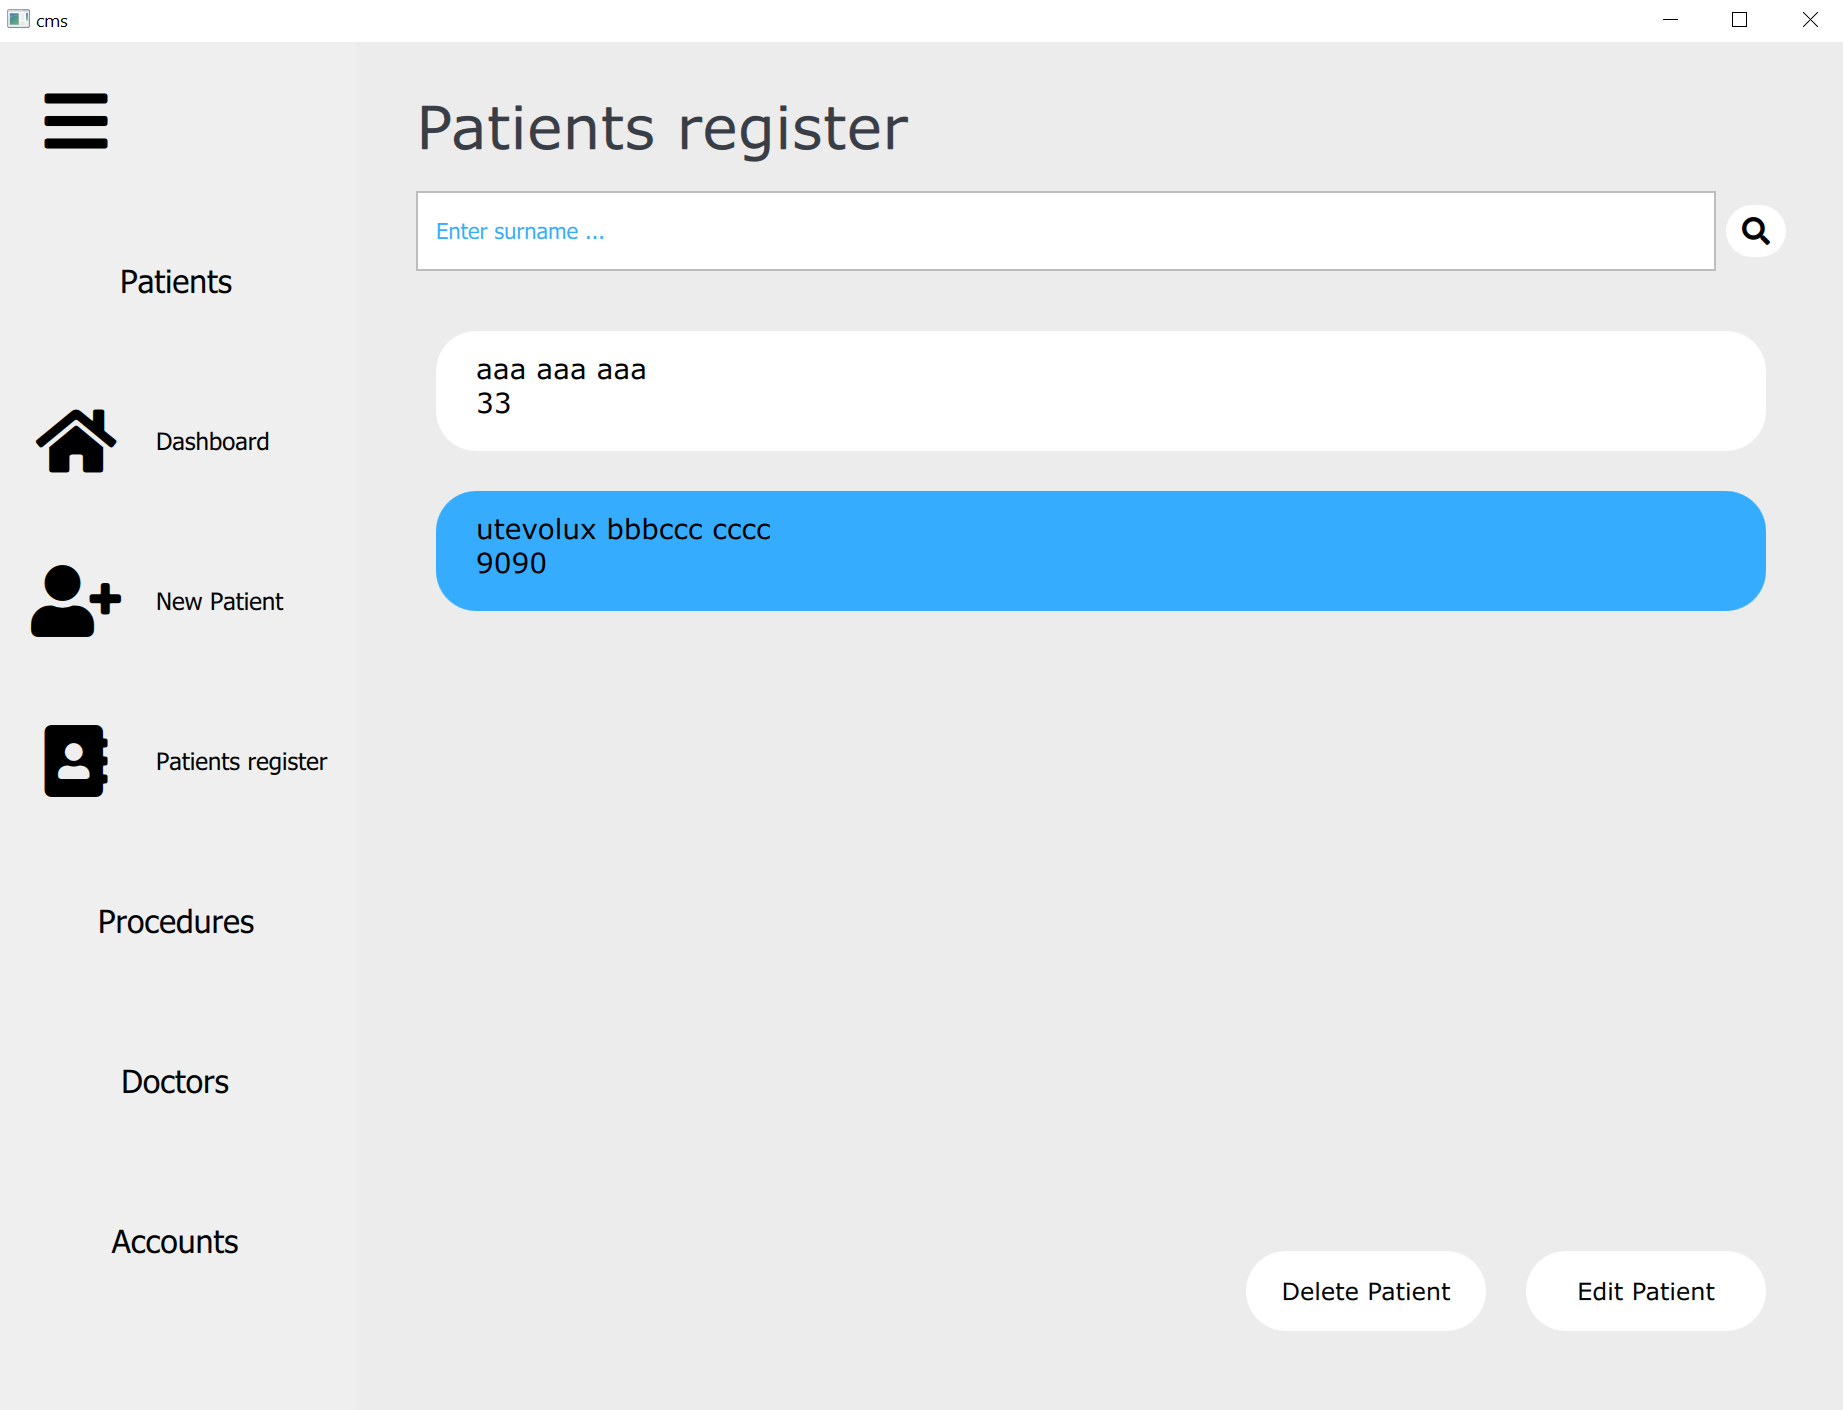 cms
Patients register
Enter surname ...
Patients
aaa aaa aaa
33
Dashboard
utevolux bbbccc cccc
9090
New Patient
Patients register
Procedures
Doctors
Accounts
Delete Patient
Edit Patient